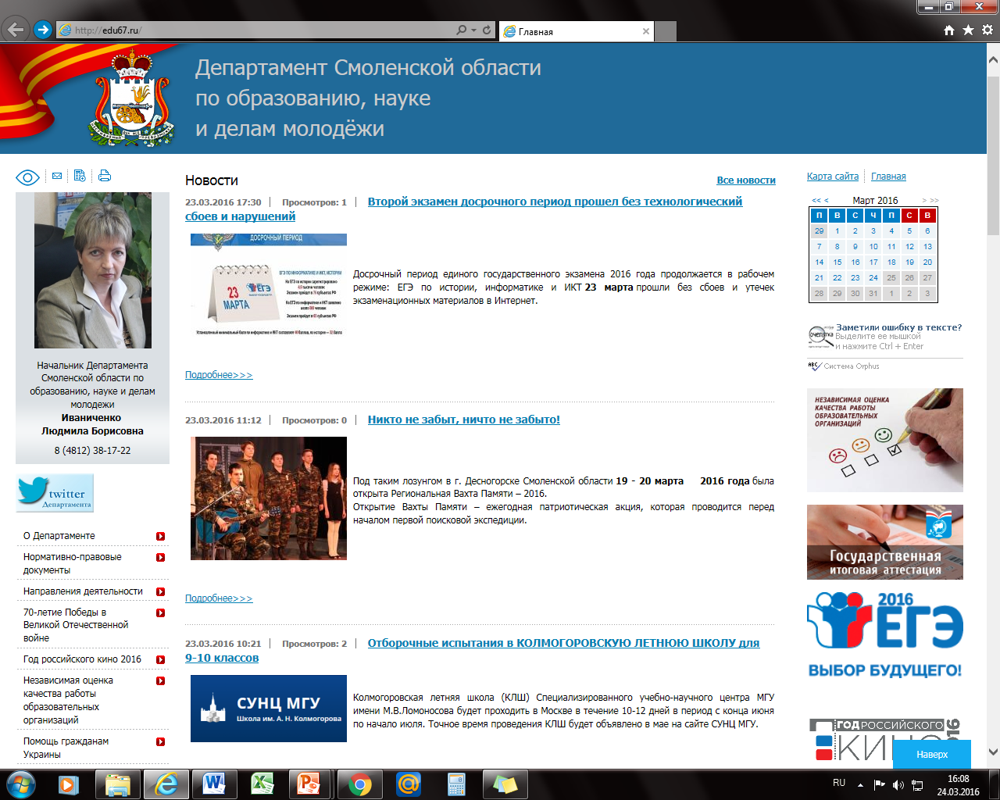 http://edu67.ru/
Главная
Департамент Смоленской области
по образованию, науке
и делам молодёжи
Начальник Департамента
Смоленской области по
образованию, науке и делам
молодежи
Иваниченко
Людмила Борисовна
8 (4812) 38-17-22
twitter
Департамента
О Департаменте
Нормативно-правовые
документы
Направления деятельности
70-летие Победы в
Великой Отечественной
войне
Год российского кино 2016
Независимая оценка
качества работы
образовательных
организаций
Помощь гражданам
Украины
Новости
Все новости
23.03.2016 17:30 Просмотров: 1 Второй экзамен досрочного период прошел без технологический
сбоев и нарушений
ДОСРОЧНЫЙ ПЕРИОД
23
МАРТА
ЕГЭ
ЕГЭ ПО ИНФОРМАТИКЕ И ИКТ, ИСТОРИИ
Досрочный период единого государственного экзамена 2016 года продолжается в рабочем
режиме: ЕГЭ по истории, информатике и ИКТ 23 марта прошли без сбоев и утечек
экзаменационных материалов в Интернет.
Подробнее>>>
23.03.2016 11:12 Просмотров: 0 Никто не забыт, ничто не забыто!
Под таким лозунгом в г. Десногорске Смоленской области 19 - 20 марта 2016 года была
открыта Региональная Вахта Памяти – 2016.
Открытие Вахты Памяти – ежегодная патриотическая акция, которая проводится перед
началом первой поисковой экспедиции.
Подробнее>>>
23.03.2016 10:21 Просмотров: 2 Отборочные испытания в КОЛМОГОРОВСКУЮ ЛЕТНЮЮ ШКОЛУ для
9-10 классов
СУНЦ МГУ
Школа им. А. Н. Колмогорова
Колмогоровская летняя школа (КЛШ) Специализированного учебно-научного центра МГУ
имени М.В.Ломоносова будет проходить в Москве в течение 10-12 дней в период с конца июня
по начало июля. Точное время проведения КЛШ будет объявлено в мае на сайте СУНЦ МГУ.
Карта сайта Главная
<< < Март 2016 > >>
П В С Ч П С В
29 1 2 3 4 5 6
7 8 9 10 11 12 13
14 15 16 17 18 19 20
21 22 23 24 25 26 27
28 29 30 31 1 2 3
опечатка
Заметили ошибку в тексте?
Выделите ее мышкой
и нажмите Ctrl + Enter
ABC Система Orphus
НЕЗАВИСИМАЯ ОЦЕНКА
КАЧЕСТВА РАБОТЫ
ОБРАЗОВАТЕЛЬНЫХ
ОРГАНИЗАЦИЙ
Государственная
итоговая аттестация
2016
ЕГЭ
ВЫБОР БУДУЩЕГО!
ГОД РОССИЙСКОГО
КИНО
Наверх
RU
16:08
24.03.2016